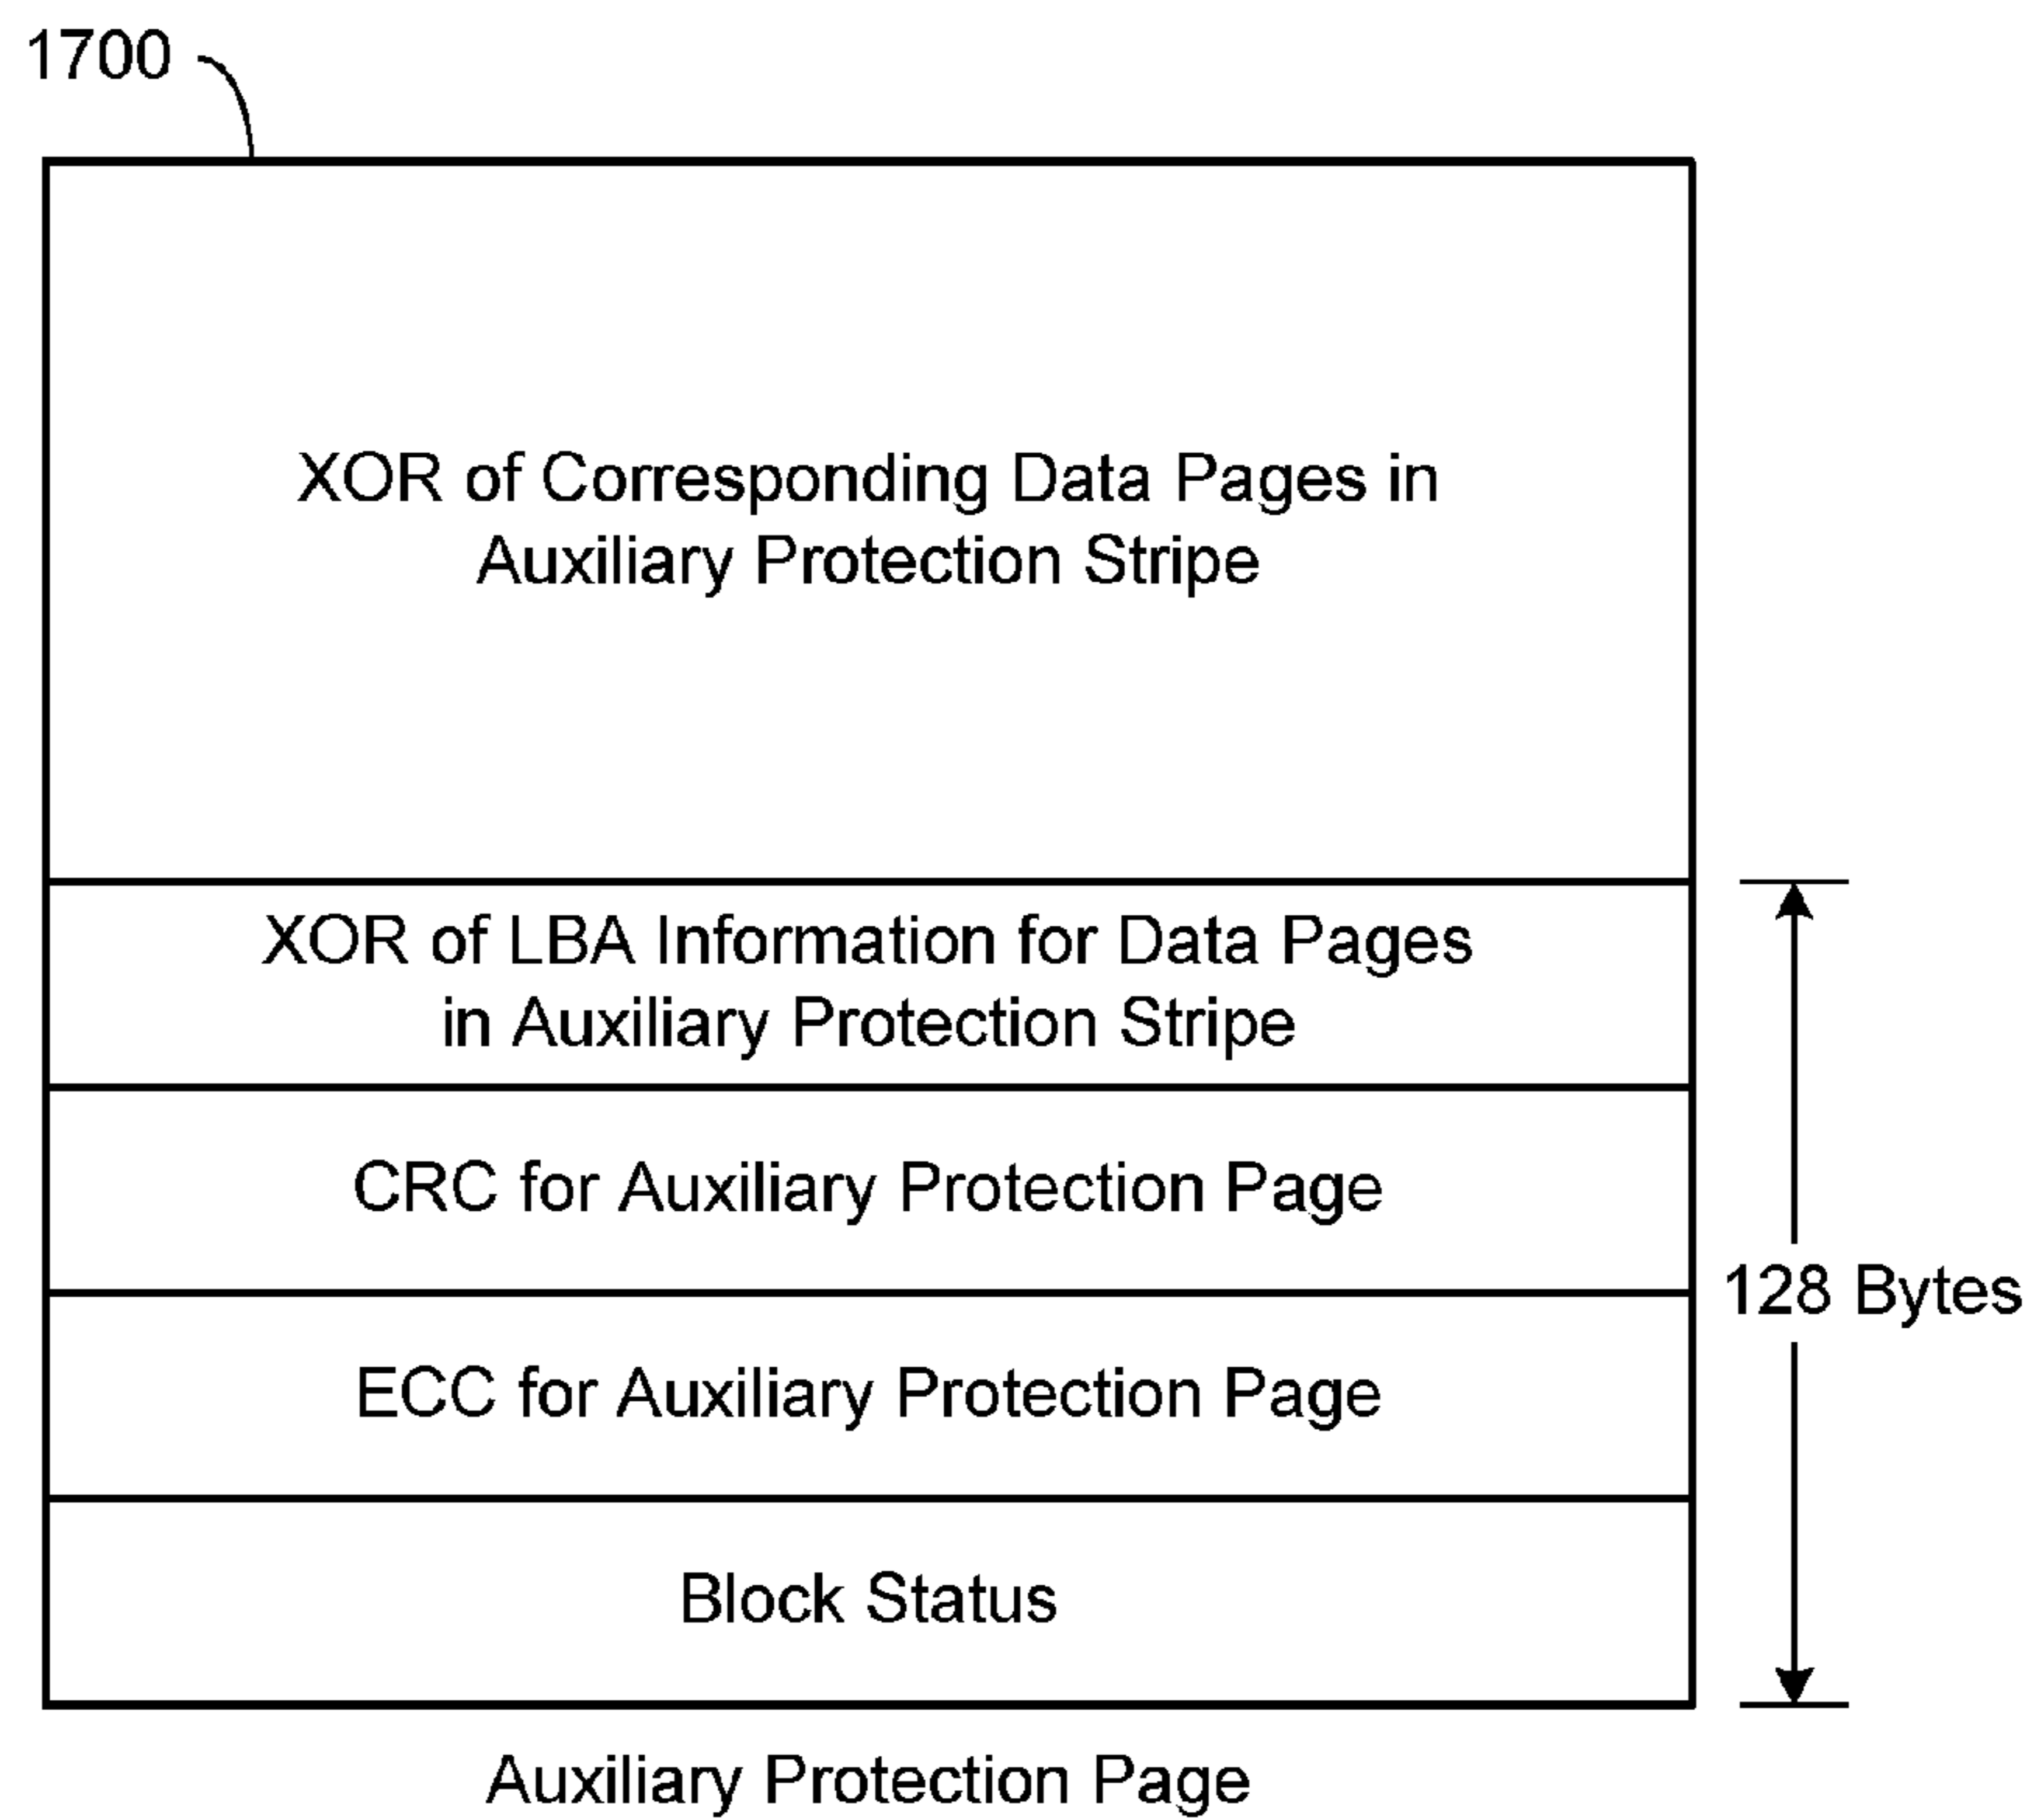 1700
XOR of Corresponding Data Pages in
Auxiliary Protection Stripe
XOR of LBA Information for Data Pages
in Auxiliary Protection Stripe
CRC for Auxiliary Protection Page
ECC for Auxiliary Protection Page
128 Bytes
Block Status
Auxiliary Protection Page